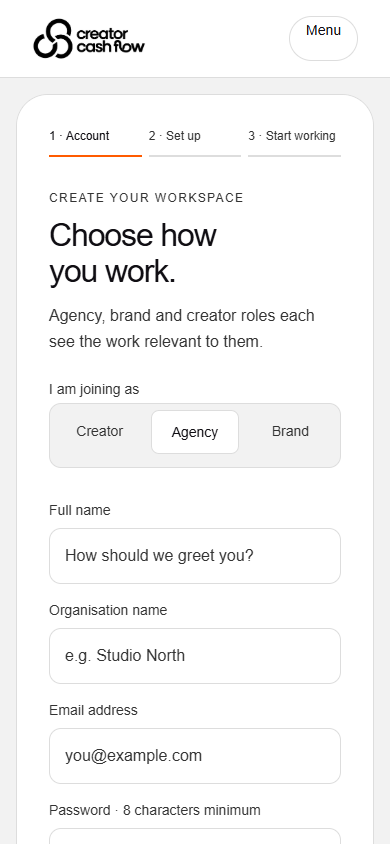 creator
cash flow
Menu
1 · Account
2 · Set up
3 · Start working
CREATE YOUR WORKSPACE
Choose how
you work.
Agency, brand and creator roles each
see the work relevant to them.
I am joining as
Creator
Agency
Brand
Full name
How should we greet you?
Organisation name
e.g. Studio North
Email address
you@example.com
Password · 8 characters minimum